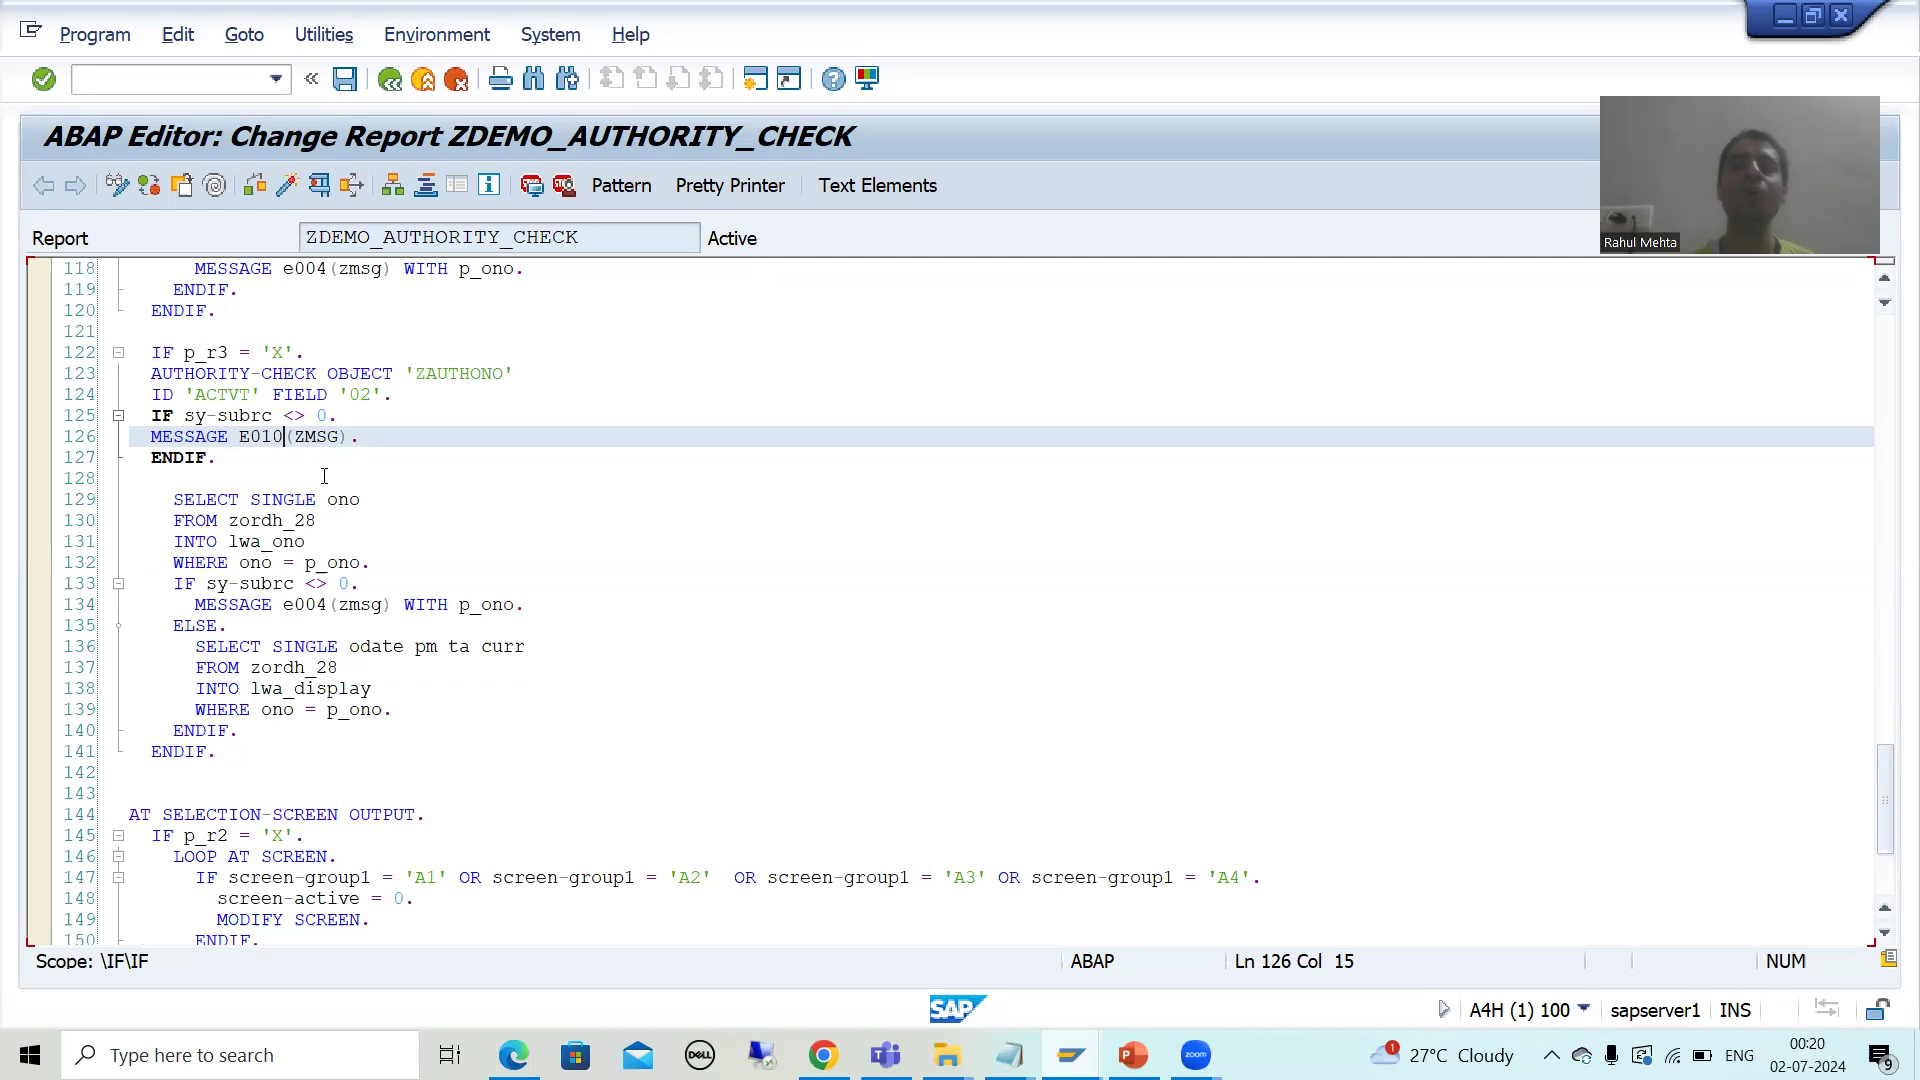 Program Edit Goto Utilities Environment System Help
ABAP Editor: Change Report ZDEMO_AUTHORITY_CHECK
Pattern Pretty Printer Text Elements
Rahul Mehta
Report ZDEMO_AUTHORITY_CHECK Active
118 MESSAGE e004(zmsg) WITH p_ono.
119 ENDIF.
120 ENDIF.
121
122 IF p_r3 = 'X'.
123 AUTHORITY-CHECK OBJECT 'ZAUTHONO'
124 ID 'ACTVT' FIELD '02'.
125 IF sy-subrc <> 0.
126 MESSAGE E010(ZMSG).
127 ENDIF.
128
129 SELECT SINGLE ono
130 FROM zordh_28
131 INTO lwa_ono
132 WHERE ono = p_ono.
133 IF sy-subrc <> 0.
134 MESSAGE e004(zmsg) WITH p_ono.
135 ELSE.
136 SELECT SINGLE odate pm ta curr
137 FROM zordh_28
138 INTO lwa_display
139 WHERE ono = p_ono.
140 ENDIF.
141 ENDIF.
142
143
144 AT SELECTION-SCREEN OUTPUT.
145 IF p_r2 = 'X'.
146 LOOP AT SCREEN.
147 IF screen-group1 = 'A1' OR screen-group1 = 'A2' OR screen-group1 = 'A3' OR screen-group1 = 'A4'.
148 screen-active = 0.
149 MODIFY SCREEN.
150 ENDIF.
Scope: \IF\IF ABAP Ln 126 Col 15 NUM
SAP A4H (1) 100 sapserver1 INS
Type here to search DELL zoom 1 27°C Cloudy ENG 00:20
02-07-2024 9